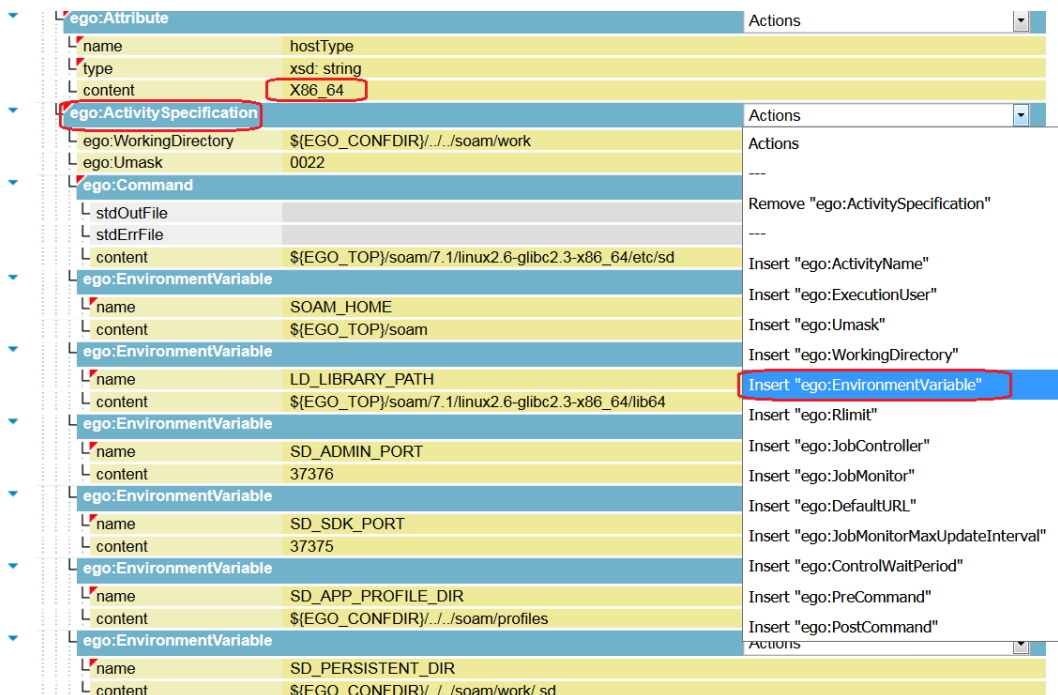 ego:Attribute Actions
name hostType
type xsd: string
content X86_64
ego:ActivitySpecification Actions
ego:WorkingDirectory ${EGO_CONFDIR}/../../soam/work Actions
ego:Umask 0022
---
ego:Command Remove "ego:ActivitySpecification"
stdOutFile
stdErrFile ---
content ${EGO_TOP}/soam/7.1/linux2.6-glibc2.3-x86_64/etc/sd Insert "ego:ActivityName"
ego:EnvironmentVariable Insert "ego:ExecutionUser"
name SOAM_HOME
content ${EGO_TOP}/soam Insert "ego:Umask"
ego:EnvironmentVariable Insert "ego:WorkingDirectory"
name LD_LIBRARY_PATH Insert "ego:EnvironmentVariable"
content ${EGO_TOP}/soam/7.1/linux2.6-glibc2.3-x86_64/lib64
ego:EnvironmentVariable Insert "ego:Rlimit"
name SD_ADMIN_PORT Insert "ego:JobController"
content 37376 Insert "ego:JobMonitor"
ego:EnvironmentVariable Insert "ego:DefaultURL"
name SD_SDK_PORT
content 37375 Insert "ego:JobMonitorMaxUpdateInterval"
ego:EnvironmentVariable Insert "ego:ControlWaitPeriod"
name SD_APP_PROFILE_DIR Insert "ego:PreCommand"
content ${EGO_CONFDIR}/../../soam/profiles Insert "ego:PostCommand"
ego:EnvironmentVariable Actions
name SD_PERSISTENT_DIR
content ${EGO_CONFDIR}/../../soam/work/ sd